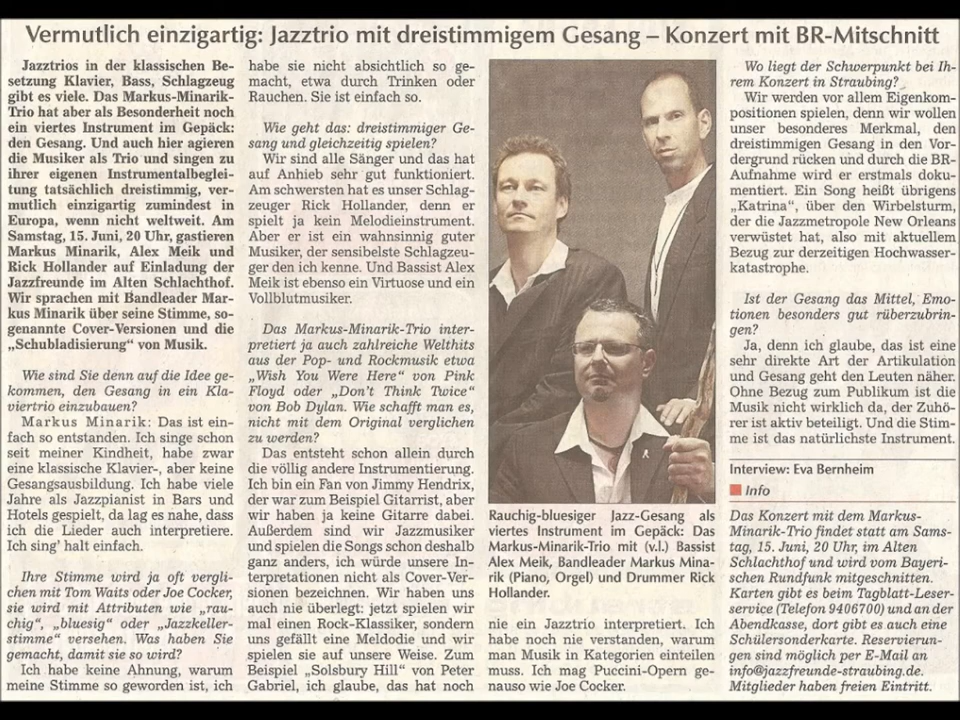 Vermutlich einzigartig: Jazztrio mit dreistimmigem Gesang – Konzert mit BR-Mitschnitt
Jazztrios in der klassischen Be-
setzung Klavier, Bass, Schlagzeug
gibt es viele. Das Markus-Minarik-
Trio hat aber als Besonderheit noch
ein viertes Instrument im Gepäck:
den Gesang. Und auch hier agieren
die Musiker als Trio und singen zu
ihrer eigenen Instrumentalbeglei-
tung tatsächlich dreistimmig, ver-
mutlich einzigartig zumindest in
Europa, wenn nicht weltweit. Am
Samstag, 15. Juni, 20 Uhr, gastieren
Markus Minarik, Alex Meik und
Rick Hollander auf Einladung der
Jazzfreunde im Alten Schlachthof.
Wir sprachen mit Bandleader Mar-
kus Minarik über seine Stimme, so-
genannte Cover-Versionen und die
„Schubladisierung“ von Musik.
Wie sind Sie denn auf die Idee ge-
kommen, den Gesang in ein Kla-
viertrio einzubauen?
Markus Minarik: Das ist ein-
fach so entstanden. Ich singe schon
seit meiner Kindheit, habe zwar
eine klassische Klavier-, aber keine
Gesangsausbildung. Ich habe viele
Jahre als Jazzpianist in Bars und
Hotels gespielt, da lag es nahe, dass
ich die Lieder auch interpretiere.
Ich sing’ halt einfach.
Ihre Stimme wird ja oft vergli-
chen mit Tom Waits oder Joe Cocker,
sie wird mit Attributen wie „rau-
chig“, „bluesig“ oder „Jazzkeller-
stimme“ versehen. Was haben Sie
gemacht, damit sie so wird?
Ich habe keine Ahnung, warum
meine Stimme so geworden ist, ich
habe sie nicht absichtlich so ge-
macht, etwa durch Trinken oder
Rauchen. Sie ist einfach so.
Wie geht das: dreistimmiger Ge-
sang und gleichzeitig spielen?
Wir sind alle Sänger und das hat
auf Anhieb sehr gut funktioniert.
Am schwersten hat es unser Schlag-
zeuger Rick Hollander, denn er
spielt ja kein Melodieinstrument.
Aber er ist ein wahnsinnig guter
Musiker, der sensibelste Schlagzeu-
ger den ich kenne. Und Bassist Alex
Meik ist ebenso ein Virtuose und ein
Vollblutmusiker.
Das Markus-Minarik-Trio inter-
pretiert ja auch zahlreiche Welthits
aus der Pop- und Rockmusik etwa
„Wish You Were Here“ von Pink
Floyd oder „Don’t Think Twice“
von Bob Dylan. Wie schafft man es,
nicht mit dem Original verglichen
zu werden?
Das entsteht schon allein durch
die völlig andere Instrumentierung.
Ich bin ein Fan von Jimmy Hendrix,
der war zum Beispiel Gitarrist, aber
wir haben ja keine Gitarre dabei.
Außerdem sind wir Jazzmusiker
und spielen die Songs schon deshalb
ganz anders, ich würde unsere In-
terpretationen nicht als Cover-Ver-
sionen bezeichnen. Wir haben uns
auch nie überlegt: jetzt spielen wir
mal einen Rock-Klassiker, sondern
uns gefällt eine Meldodie und wir
spielen sie auf unsere Weise. Zum
Beispiel „Solsbury Hill“ von Peter
Gabriel, ich glaube, das hat noch
Rauchig-bluesiger Jazz-Gesang als
viertes Instrument im Gepäck: Das
Markus-Minarik-Trio mit (v.l.) Bassist
Alex Meik, Bandleader Markus Mina-
rik (Piano, Orgel) und Drummer Rick
Hollander.
nie ein Jazztrio interpretiert. Ich
habe noch nie verstanden, warum
man Musik in Kategorien einteilen
muss. Ich mag Puccini-Opern ge-
nauso wie Joe Cocker.
Wo liegt der Schwerpunkt bei Ih-
rem Konzert in Straubing?
Wir werden vor allem Eigenkom-
positionen spielen, denn wir wollen
unser besonderes Merkmal, den
dreistimmigen Gesang in den Vor-
dergrund rücken und durch die BR-
Aufnahme wird er erstmals doku-
mentiert. Ein Song heißt übrigens
„Katrina“, über den Wirbelsturm,
der die Jazzmetropole New Orleans
verwüstet hat, also mit aktuellem
Bezug zur derzeitigen Hochwasser-
katastrophe.
Ist der Gesang das Mittel, Emo-
tionen besonders gut rüberzubrin-
gen?
Ja, denn ich glaube, das ist eine
sehr direkte Art der Artikulation
und Gesang geht den Leuten näher.
Ohne Bezug zum Publikum ist die
Musik nicht wirklich da, der Zuhö-
rer ist aktiv beteiligt. Und die Stim-
me ist das natürlichste Instrument.
Interview: Eva Bernheim
Info
Das Konzert mit dem Markus-
Minarik-Trio findet statt am Sams-
tag, 15. Juni, 20 Uhr, im Alten
Schlachthof und wird vom Bayeri-
schen Rundfunk mitgeschnitten.
Karten gibt es beim Tagblatt-Leser-
service (Telefon 9406700) und an der
Abendkasse, dort gibt es auch eine
Schülersonderkarte. Reservierun-
gen sind möglich per E-Mail an
info@jazzfreunde-straubing.de.
Mitglieder haben freien Eintritt.